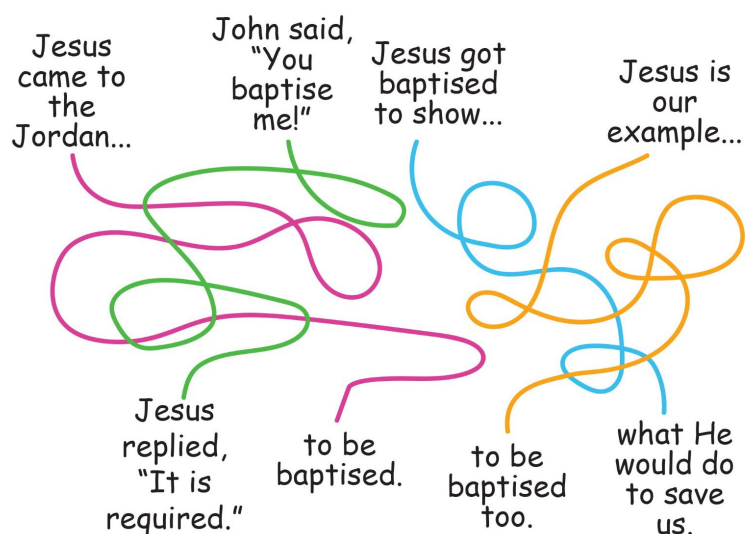 Jesus
came to
the
Jordan...
John said,
“You
baptise
me!”
Jesus got
baptised
to show...
Jesus is
our
example...
Jesus
replied,
“It is
required.”
to be
baptised.
to be
baptised
too.
what He
would do
to save
us.